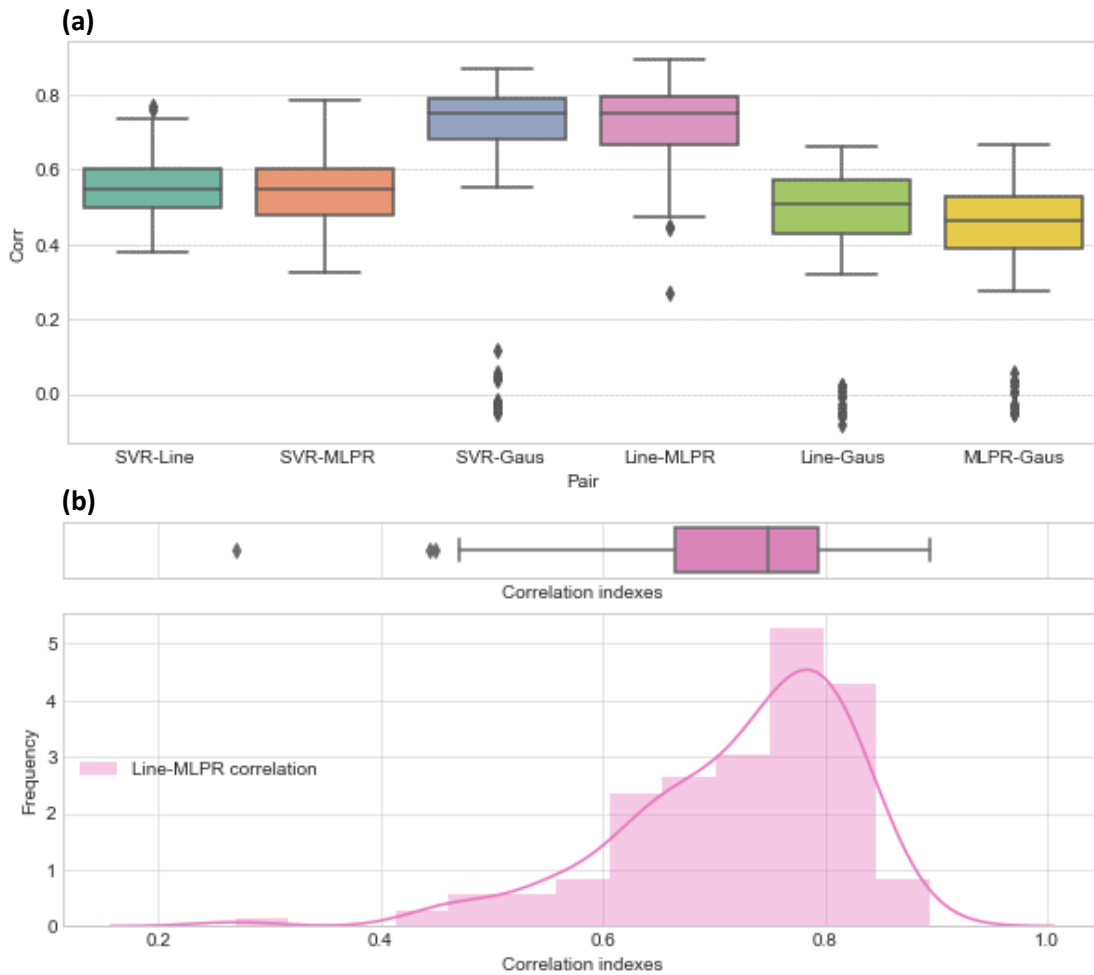 (a)
0.8
0.6
0.4
0.2
0.0
Corr
SVR-Line SVR-MLPR SVR-Gaus Line-MLPR Line-Gaus MLPR-Gaus
Pair
(b)
Correlation indexes
5
4
3
2
1
0
Frequency
Line-MLPR correlation
0.2 0.4 0.6 0.8 1.0
Correlation indexes